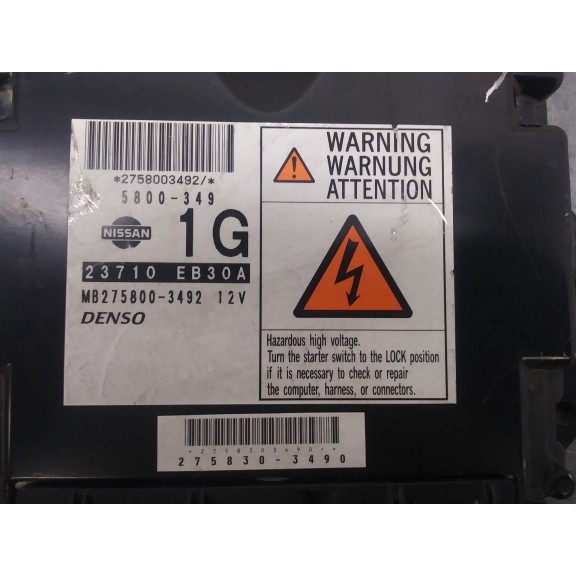 *2758003492/*
5800-349
NISSAN
1G
23710 EB30A
MB275800-3492 12V
DENSO
WARNING
WARNUNG
ATTENTION
Hazardous high voltage.
Turn the starter switch to the LOCK position
if it is necessary to check or repair
the computer, harness, or connectors.
*2758303490**
275830-3490